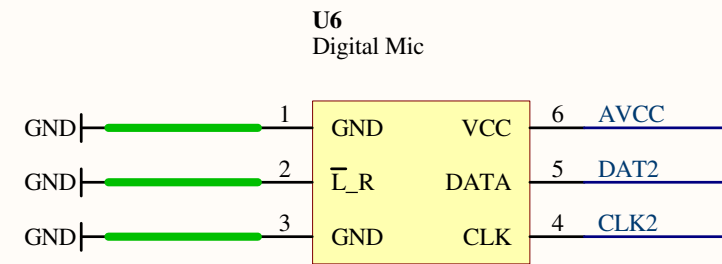 U6
Digital Mic
GND 1 GND VCC 6 AVCC
GND 2 L̅_R DATA 5 DAT2
GND 3 GND CLK 4 CLK2